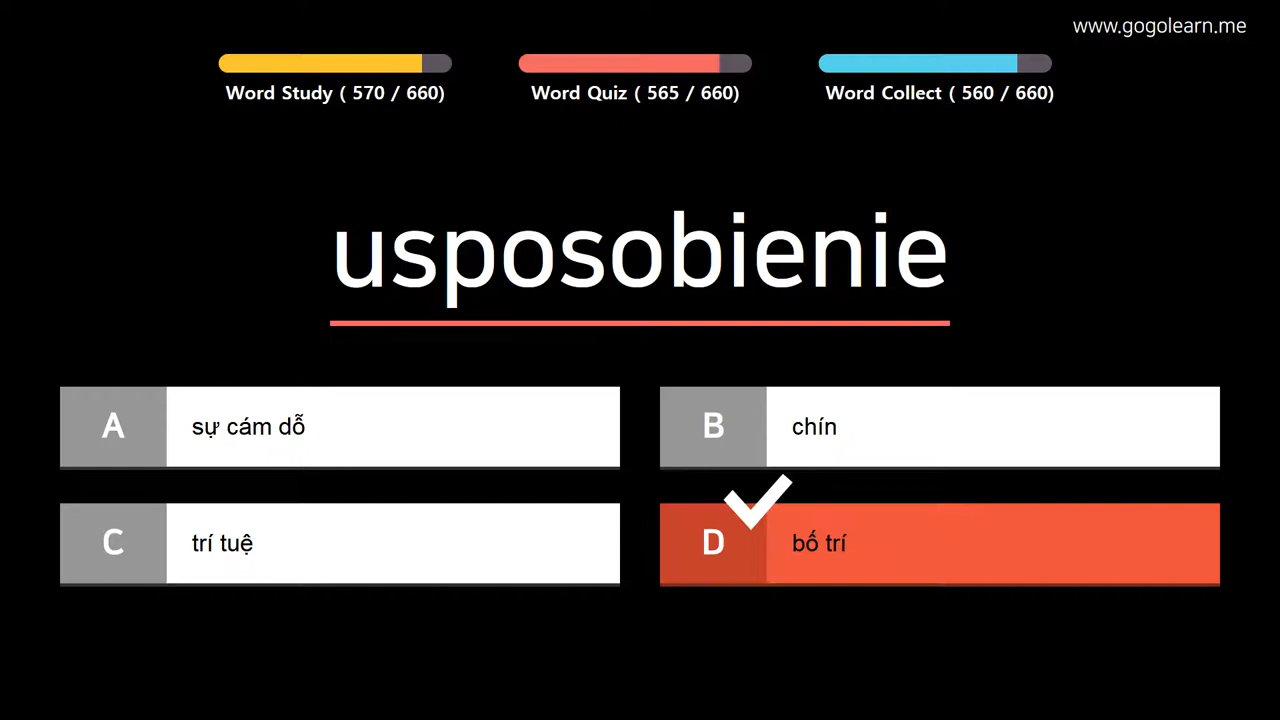 www.gogolearn.me
Word Study ( 570 / 660)
Word Quiz ( 565 / 660)
Word Collect ( 560 / 660)
usposobienie
A sự cám dỗ
B chín
C trí tuệ
D bố trí